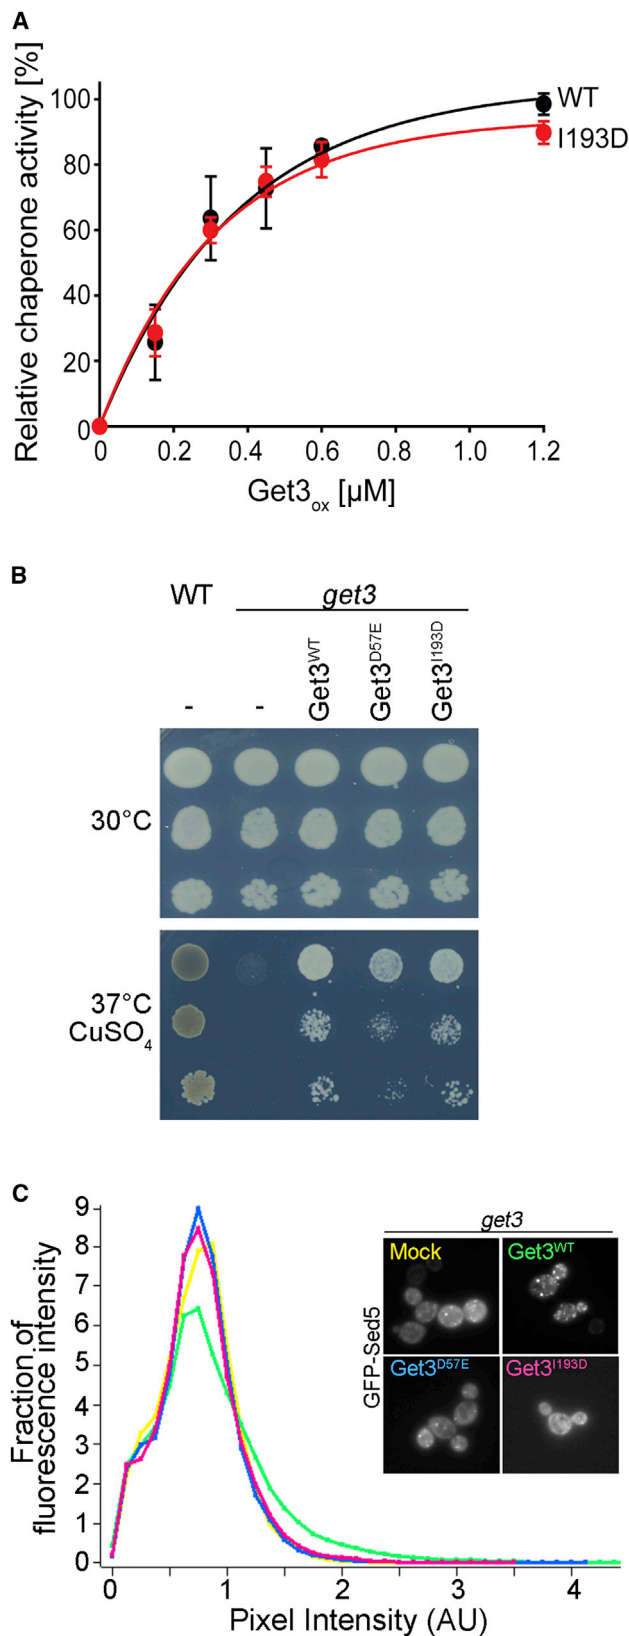 A
Relative chaperone activity [%]
100
80
60
40
20
0
WT
I193D
0 0.2 0.4 0.6 0.8 1.0 1.2
Get3ox [µM]
B
WT get3
- - Get3WT Get3D57E Get3I193D
30°C
37°C
CuSO4
C
Fraction of
fluorescence intensity
9
8
7
6
5
4
3
2
1
0
0 1 2 3 4
Pixel Intensity (AU)
get3
GFP-Sed5
Mock Get3WT
Get3D57E Get3I193D